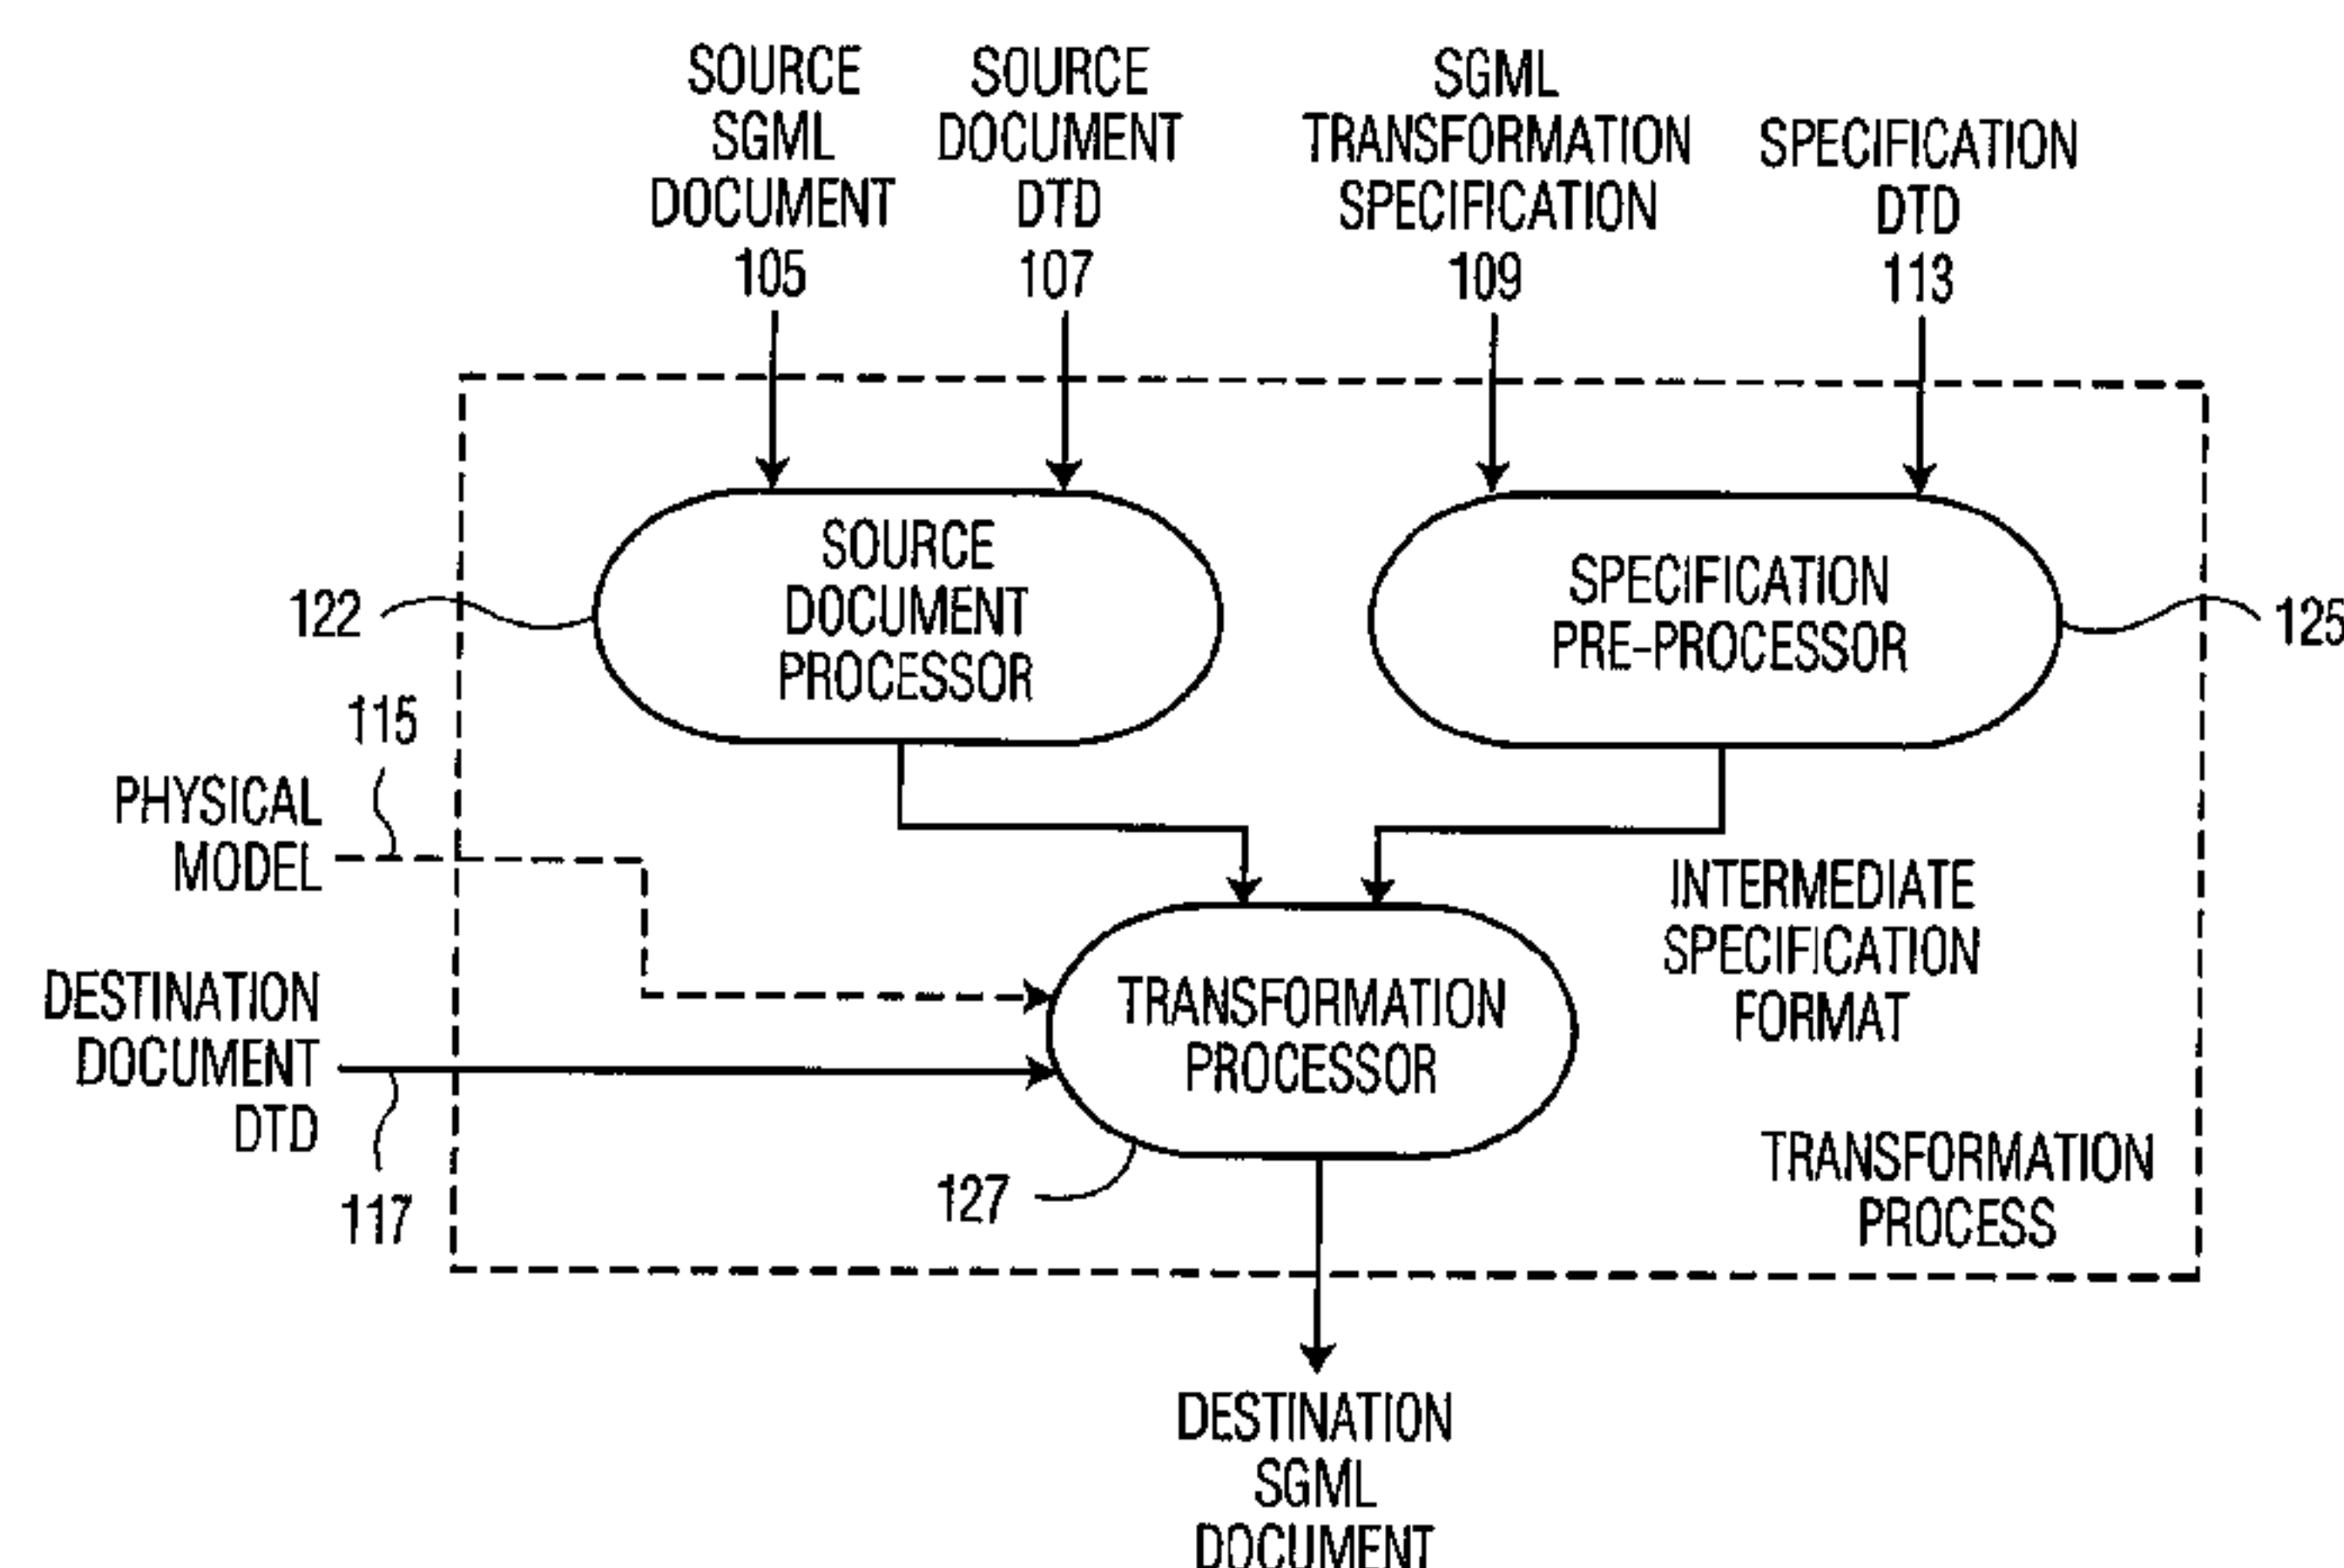 SOURCE
SGML
DOCUMENT
105
SOURCE
DOCUMENT
DTD
107
SGML
TRANSFORMATION
SPECIFICATION
109
SPECIFICATION
DTD
113
SOURCE
DOCUMENT
PROCESSOR
SPECIFICATION
PRE-PROCESSOR
122
125
115
PHYSICAL
MODEL
INTERMEDIATE
SPECIFICATION
FORMAT
DESTINATION
DOCUMENT
DTD
TRANSFORMATION
PROCESSOR
117
127
TRANSFORMATION
PROCESS
DESTINATION
SGML
DOCUMENT